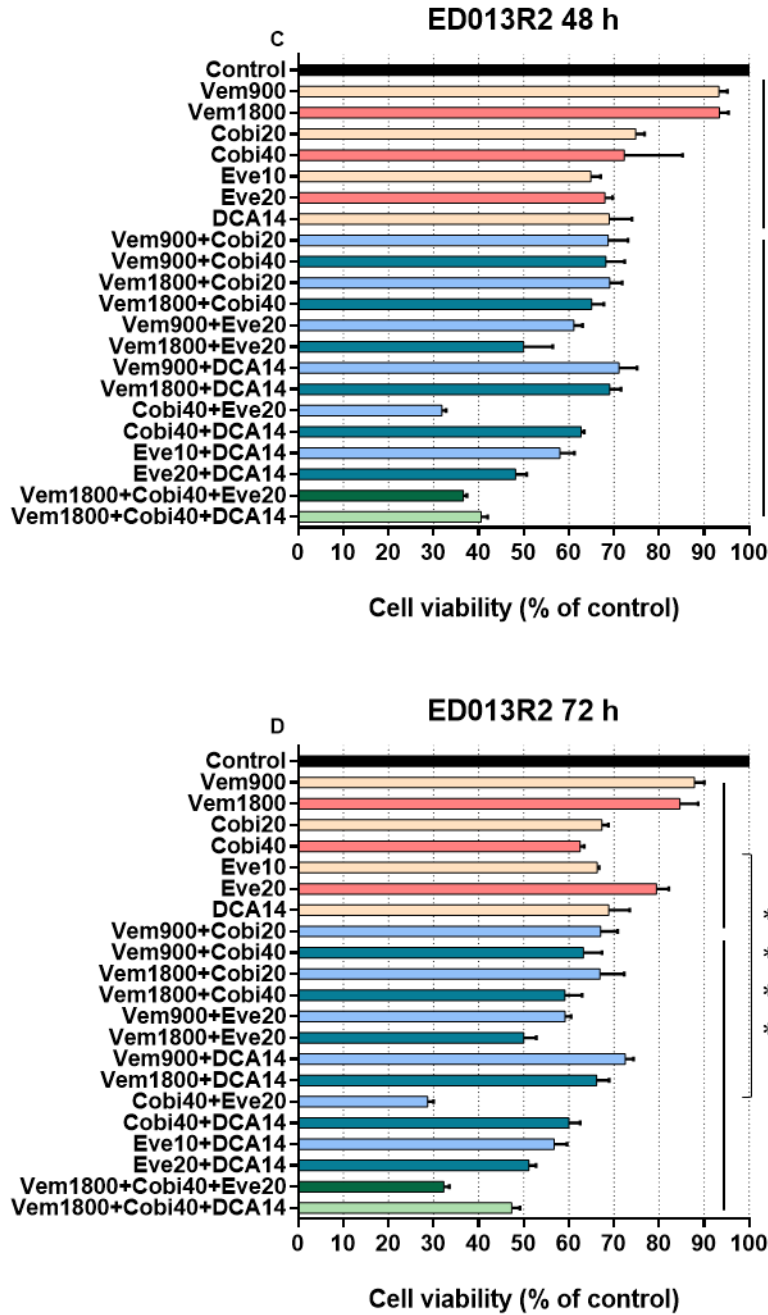 ED013R2 48 h
C
Control
Vem900
Vem1800
Cobi20
Cobi40
Eve10
Eve20
DCA14
Vem900+Cobi20
Vem900+Cobi40
Vem1800+Cobi20
Vem1800+Cobi40
Vem900+Eve20
Vem1800+Eve20
Vem900+DCA14
Vem1800+DCA14
Cobi40+Eve20
Cobi40+DCA14
Eve10+DCA14
Eve20+DCA14
Vem1800+Cobi40+Eve20
Vem1800+Cobi40+DCA14
0 10 20 30 40 50 60 70 80 90 100
Cell viability (% of control)
ED013R2 72 h
D
Control
Vem900
Vem1800
Cobi20
Cobi40
Eve10
Eve20
DCA14
Vem900+Cobi20
Vem900+Cobi40
Vem1800+Cobi20
Vem1800+Cobi40
Vem900+Eve20
Vem1800+Eve20
Vem900+DCA14
Vem1800+DCA14
Cobi40+Eve20
Cobi40+DCA14
Eve10+DCA14
Eve20+DCA14
Vem1800+Cobi40+Eve20
Vem1800+Cobi40+DCA14
* * * *
0 10 20 30 40 50 60 70 80 90 100
Cell viability (% of control)